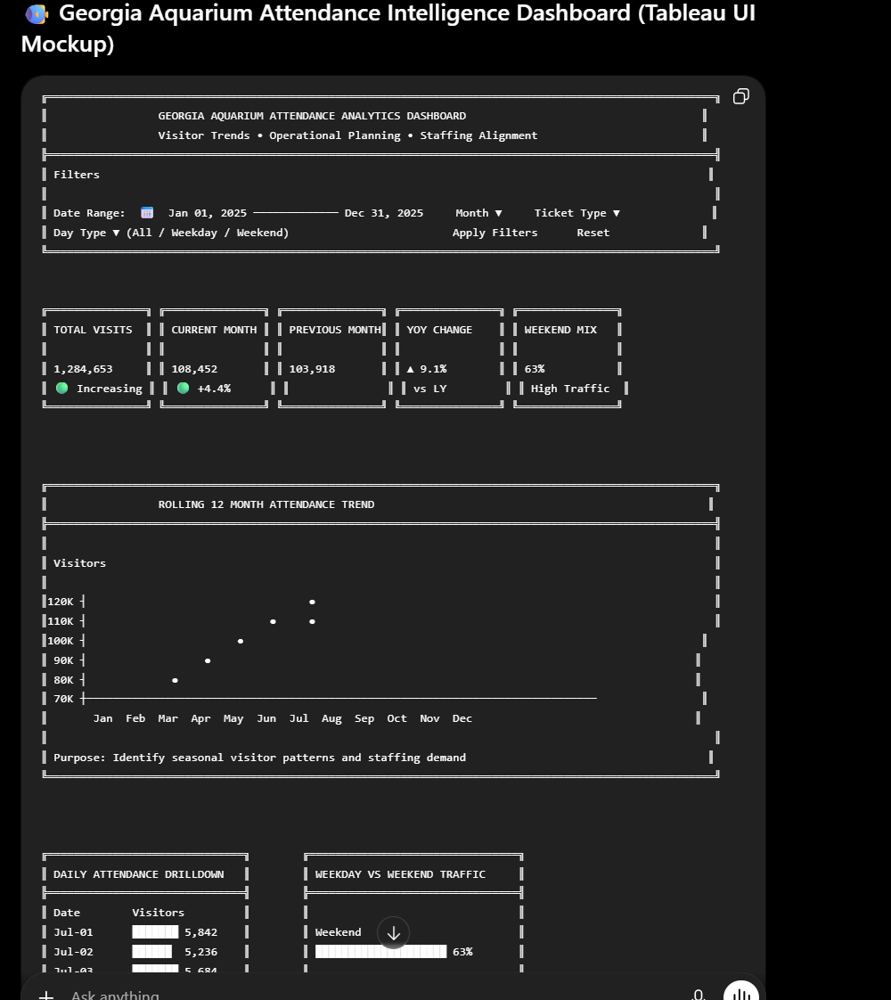 Georgia Aquarium Attendance Intelligence Dashboard (Tableau UI
Mockup)
GEORGIA AQUARIUM ATTENDANCE ANALYTICS DASHBOARD
Visitor Trends • Operational Planning • Staffing Alignment
Filters
Date Range: Jan 01, 2025 ──────────── Dec 31, 2025 Month ▼ Ticket Type ▼
Day Type ▼ (All / Weekday / Weekend) Apply Filters Reset
TOTAL VISITS CURRENT MONTH PREVIOUS MONTH YOY CHANGE WEEKEND MIX
1,284,653 108,452 103,918 ▲ 9.1% 63%
Increasing +4.4% vs LY High Traffic
ROLLING 12 MONTH ATTENDANCE TREND
Visitors
120K
110K
100K
90K
80K
70K
Jan Feb Mar Apr May Jun Jul Aug Sep Oct Nov Dec
Purpose: Identify seasonal visitor patterns and staffing demand
DAILY ATTENDANCE DRILLDOWN WEEKDAY VS WEEKEND TRAFFIC
Date Visitors
Jul-01 5,842 Weekend
Jul-02 5,236 63%
Jul-03 5,684
Ask anything